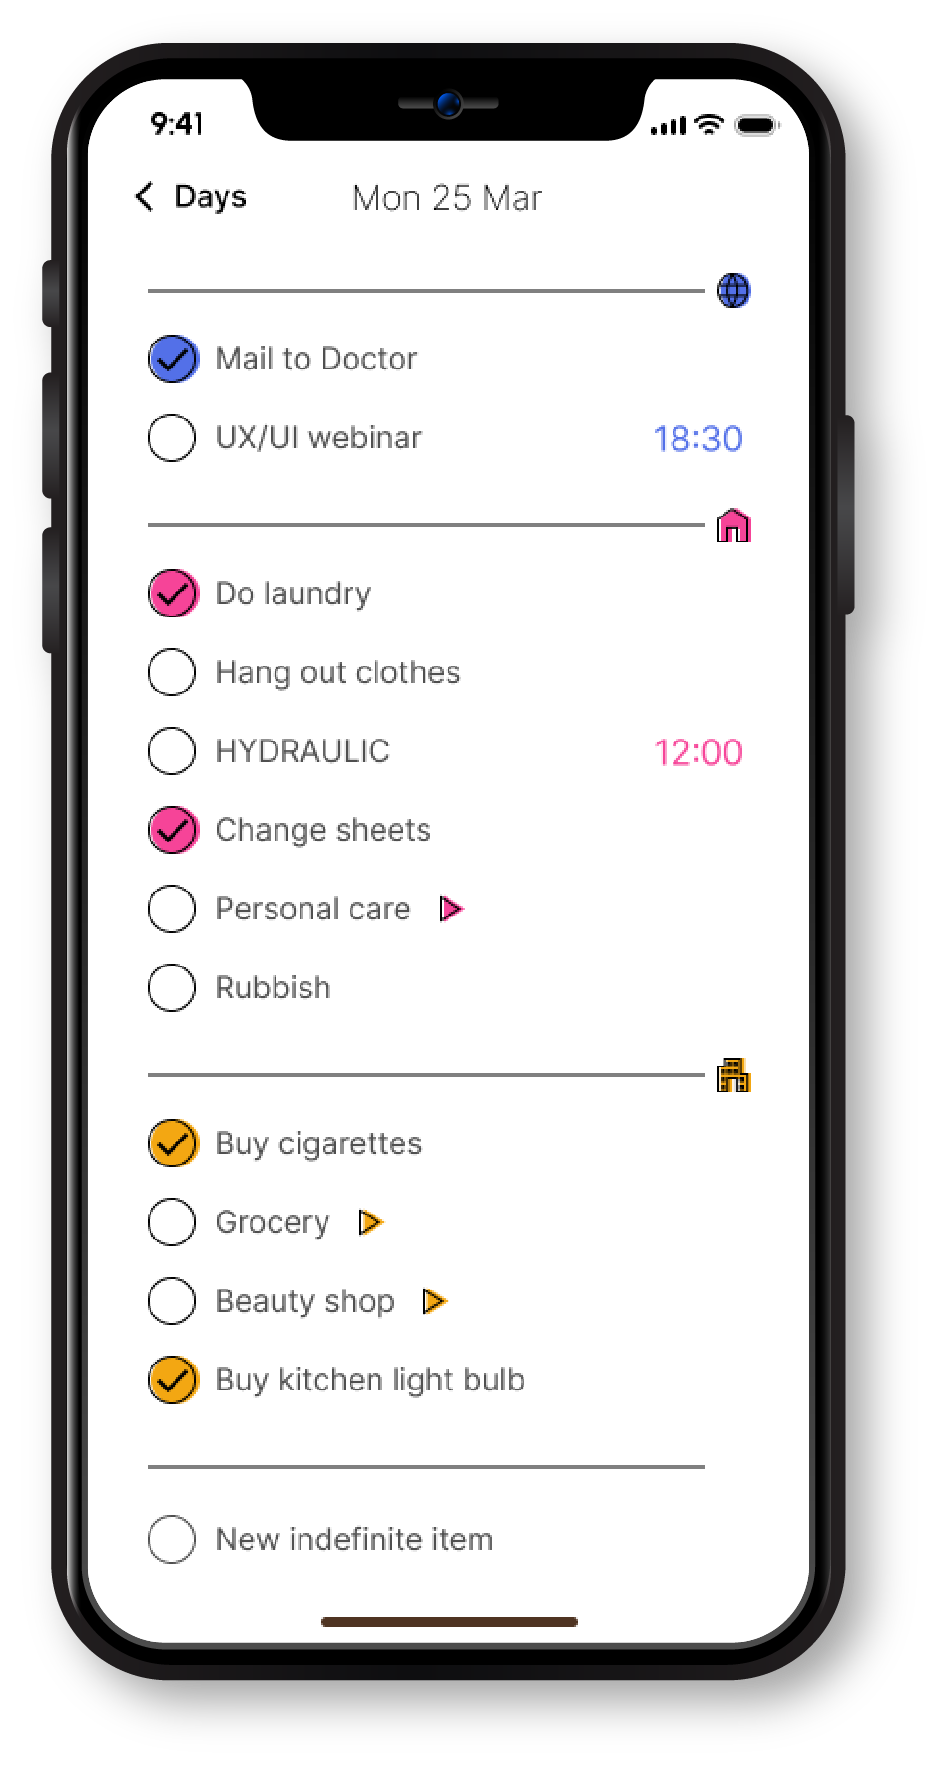 9:41
Days
Mon 25 Mar
Mail to Doctor
UX/UI webinar 18:30
Do laundry
Hang out clothes
HYDRAULIC 12:00
Change sheets
Personal care
Rubbish
Buy cigarettes
Grocery
Beauty shop
Buy kitchen light bulb
New indefinite item